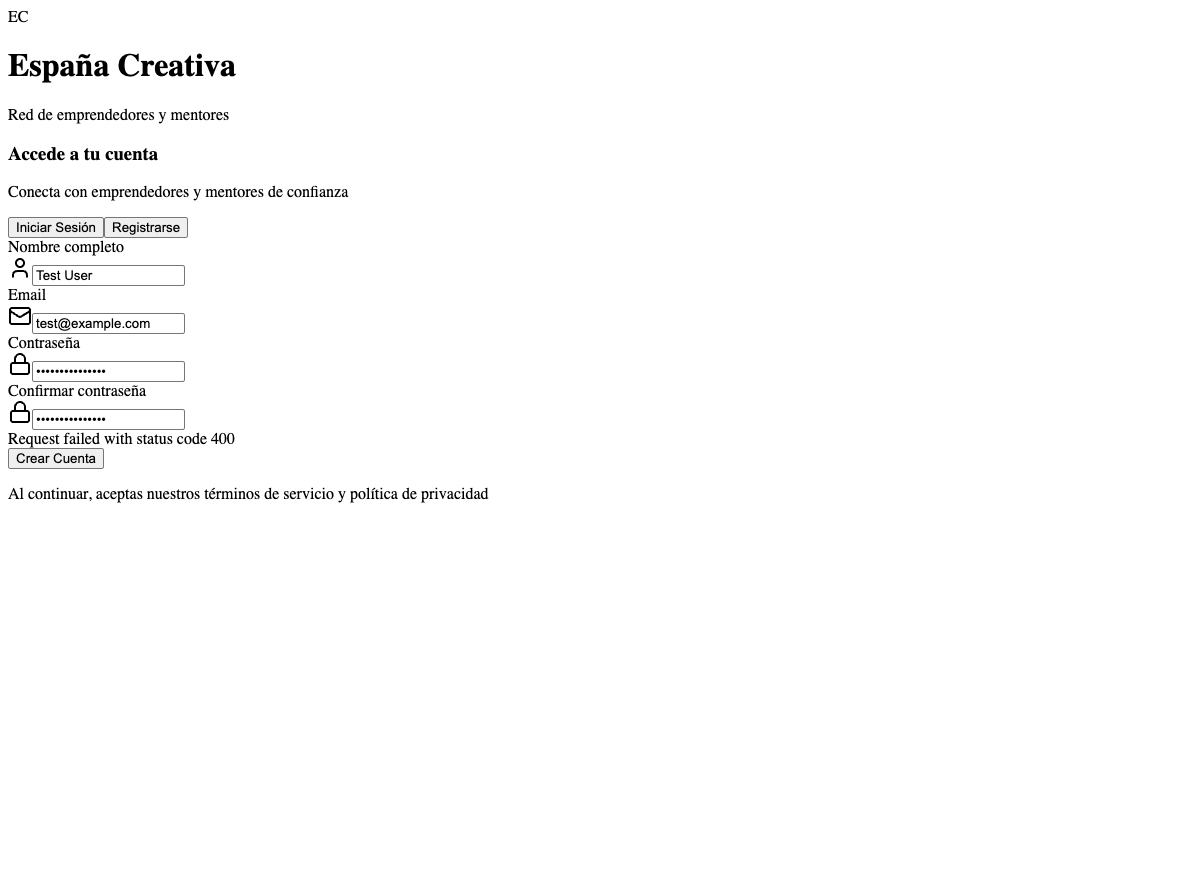 EC
España Creativa
Red de emprendedores y mentores
Accede a tu cuenta
Conecta con emprendedores y mentores de confianza
Iniciar Sesión Registrarse
Nombre completo
Test User
Email
test@example.com
Contraseña
•••••••••••••••
Confirmar contraseña
•••••••••••••••
Request failed with status code 400
Crear Cuenta
Al continuar, aceptas nuestros términos de servicio y política de privacidad